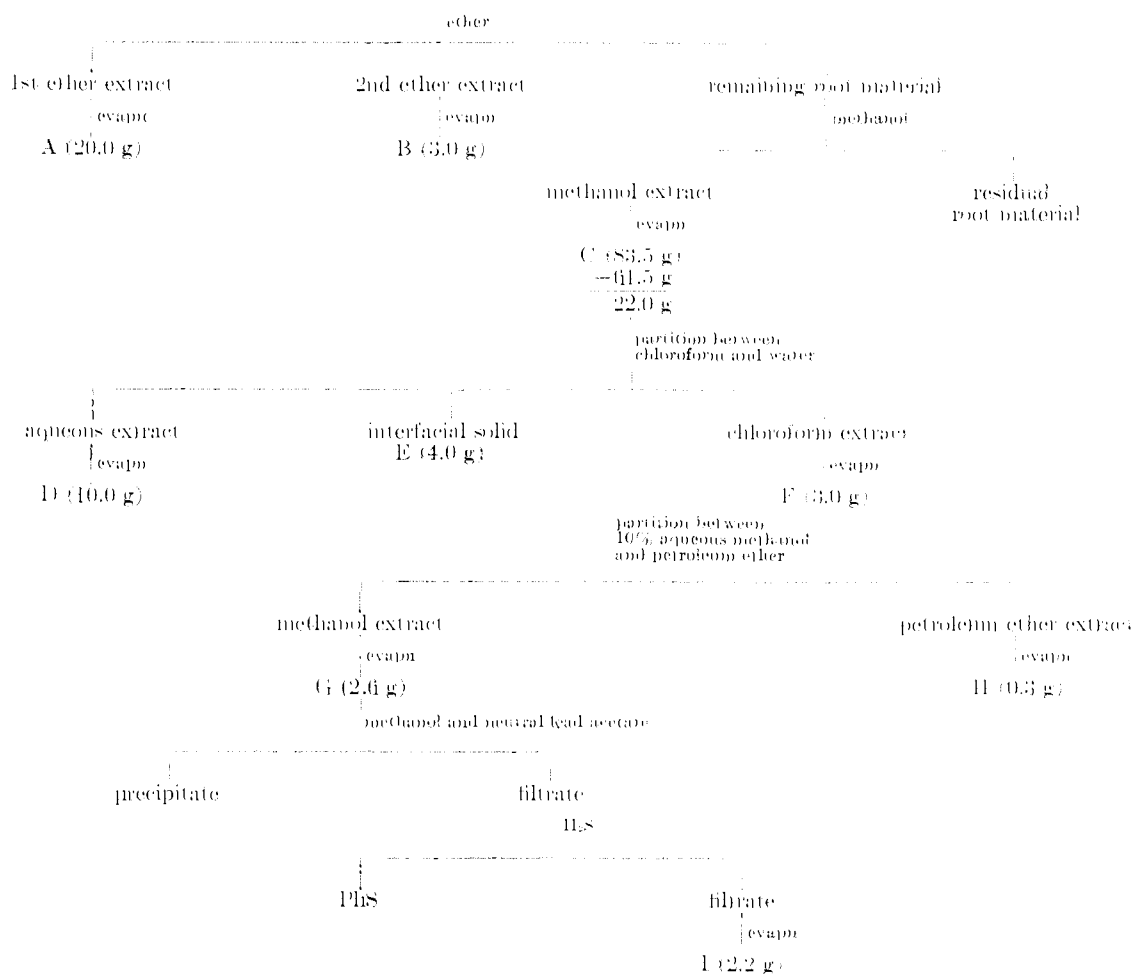 ether
1st ether extract
2nd ether extract
remaining root material
evapn
evapn
methanol
A (20.0 g)
B (3.0 g)
methanol extract
residual
root material
evapn
C (83.5 g)
−61.5 g
22.0 g
partition between
chloroform and water
aqueous extract
interfacial solid
chloroform extract
evapn
E (4.0 g)
evapn
D (10.0 g)
F (3.0 g)
partition between
10% aqueous methanol
and petroleum ether
methanol extract
petroleum ether extract
evapn
evapn
G (2.6 g)
H (0.3 g)
methanol and neutral lead acetate
precipitate
filtrate
H₂S
PbS
filtrate
evapn
I (2.2 g)